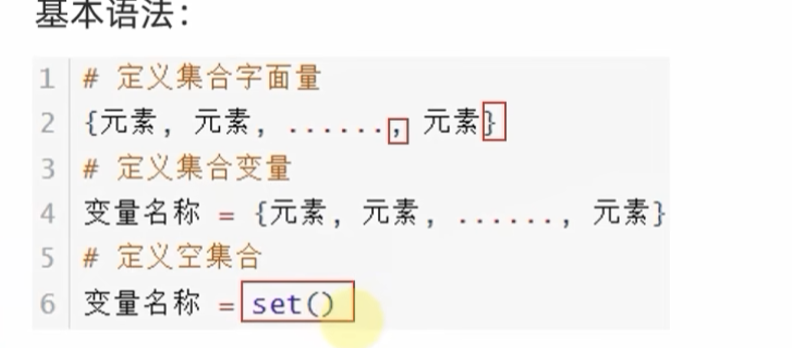 基本语法：
1 # 定义集合字面量
2 {元素, 元素, ......, 元素}
3 # 定义集合变量
4 变量名称 = {元素, 元素, ......, 元素}
5 # 定义空集合
6 变量名称 = set()